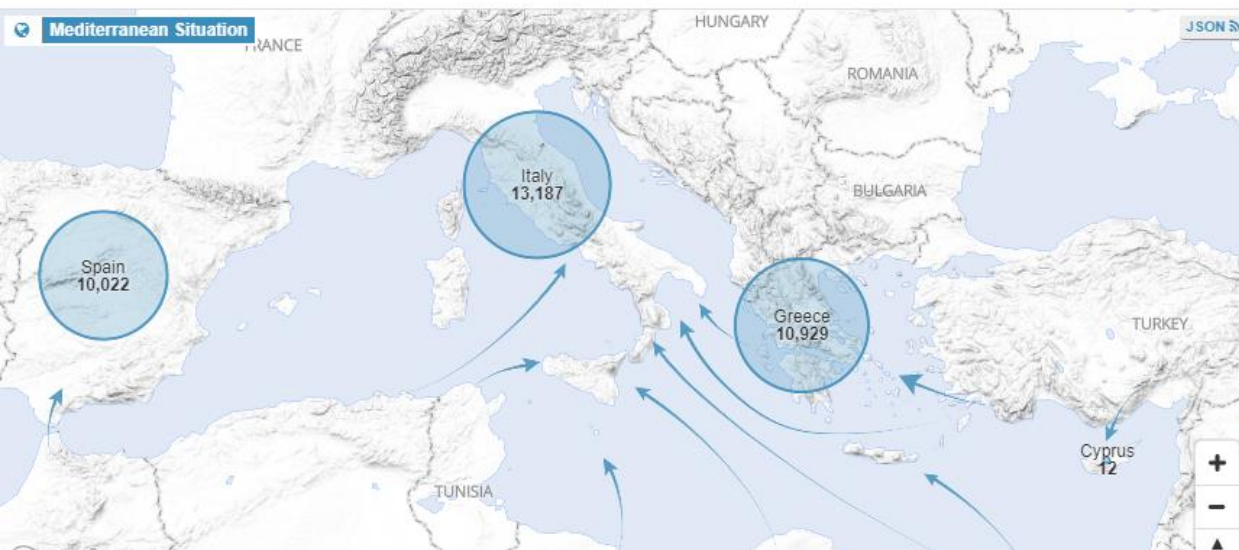 Mediterranean Situation
JSON
HUNGARY
FRANCE
ROMANIA
Italy
13,187
BULGARIA
Spain
10,022
Greece
10,929
TURKEY
Cyprus
12
TUNISIA
+
−